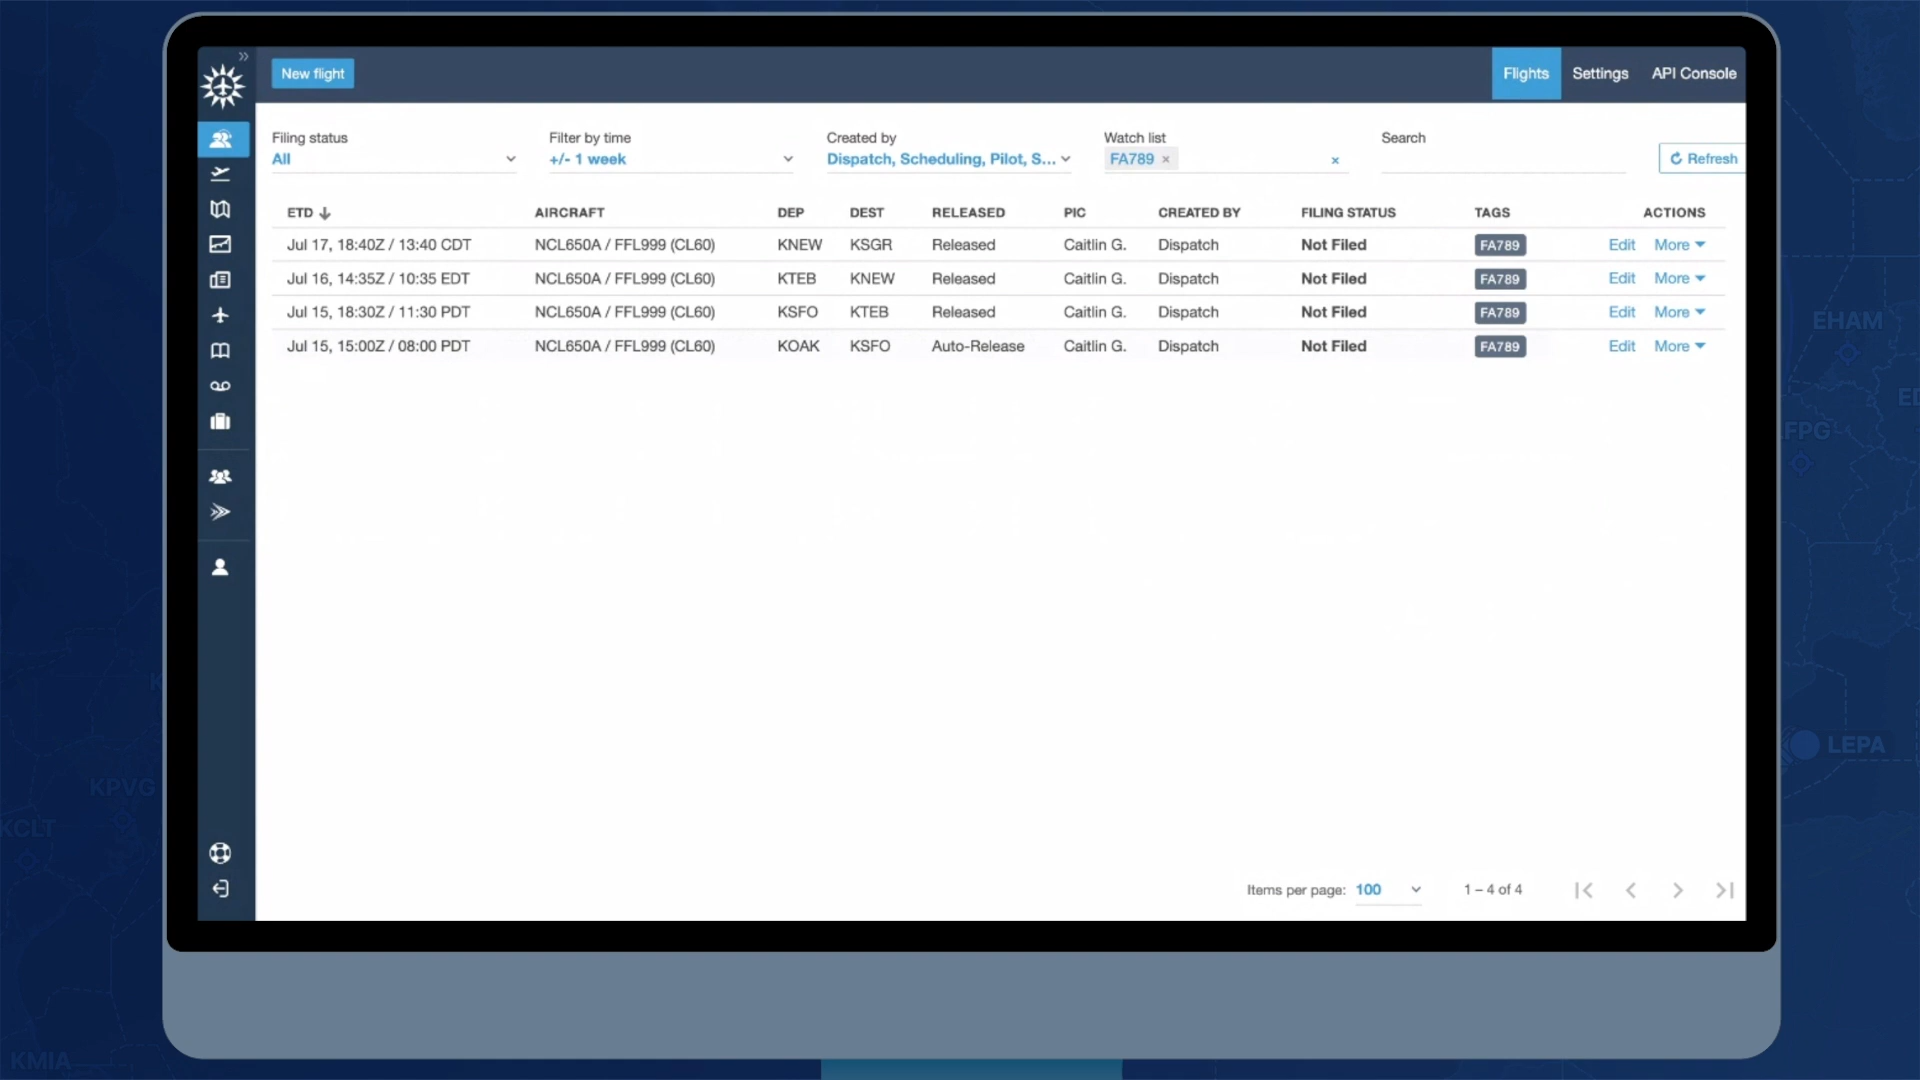 New flight
Flights Settings API Console
Filing status Filter by time Created by Watch list Search
All +/- 1 week Dispatch, Scheduling, Pilot, S... FA789 × × Refresh
ETD AIRCRAFT DEP DEST RELEASED PIC CREATED BY FILING STATUS TAGS ACTIONS
Jul 17, 18:40Z / 13:40 CDT NCL650A / FFL999 (CL60) KNEW KSGR Released Caitlin G. Dispatch Not Filed FA789 Edit More
Jul 16, 14:35Z / 10:35 EDT NCL650A / FFL999 (CL60) KTEB KNEW Released Caitlin G. Dispatch Not Filed FA789 Edit More
Jul 15, 18:30Z / 11:30 PDT NCL650A / FFL999 (CL60) KSFO KTEB Released Caitlin G. Dispatch Not Filed FA789 Edit More
Jul 15, 15:00Z / 08:00 PDT NCL650A / FFL999 (CL60) KOAK KSFO Auto-Release Caitlin G. Dispatch Not Filed FA789 Edit More
Items per page: 100 1 – 4 of 4
EHAM
LEPA
KPVG
KCLT
KMIA